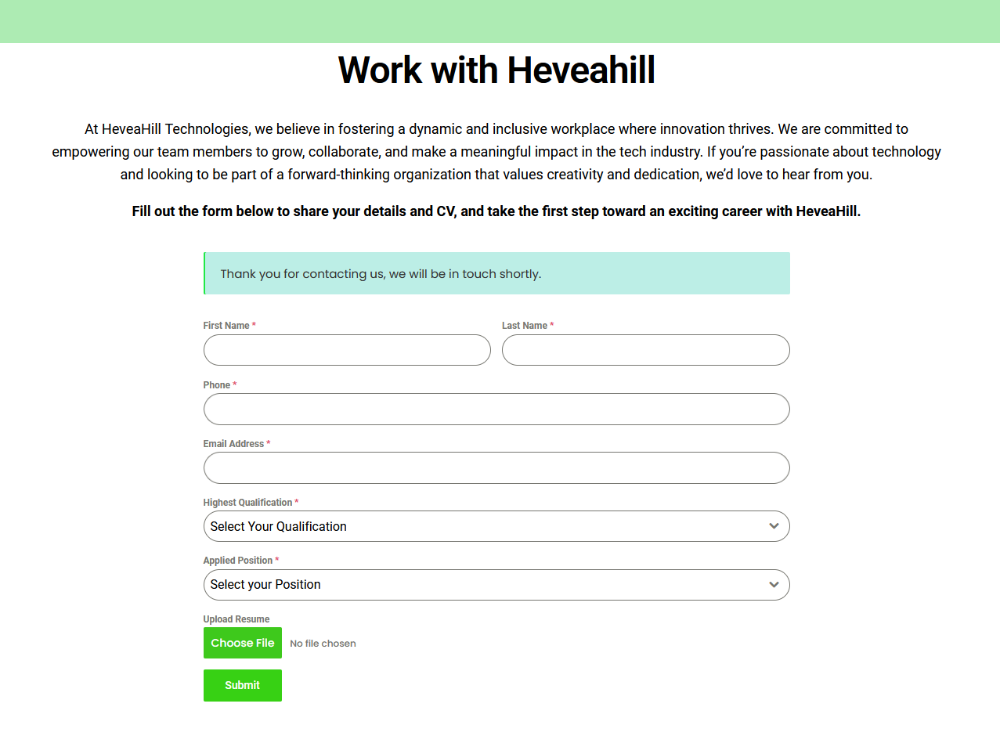 Work with Heveahill
At HeveaHill Technologies, we believe in fostering a dynamic and inclusive workplace where innovation thrives. We are committed to
empowering our team members to grow, collaborate, and make a meaningful impact in the tech industry. If you’re passionate about technology
and looking to be part of a forward-thinking organization that values creativity and dedication, we’d love to hear from you.
Fill out the form below to share your details and CV, and take the first step toward an exciting career with HeveaHill.
Thank you for contacting us, we will be in touch shortly.
First Name * Last Name *
Phone *
Email Address *
Highest Qualification *
Select Your Qualification
Applied Position *
Select your Position
Upload Resume
Choose File No file chosen
Submit